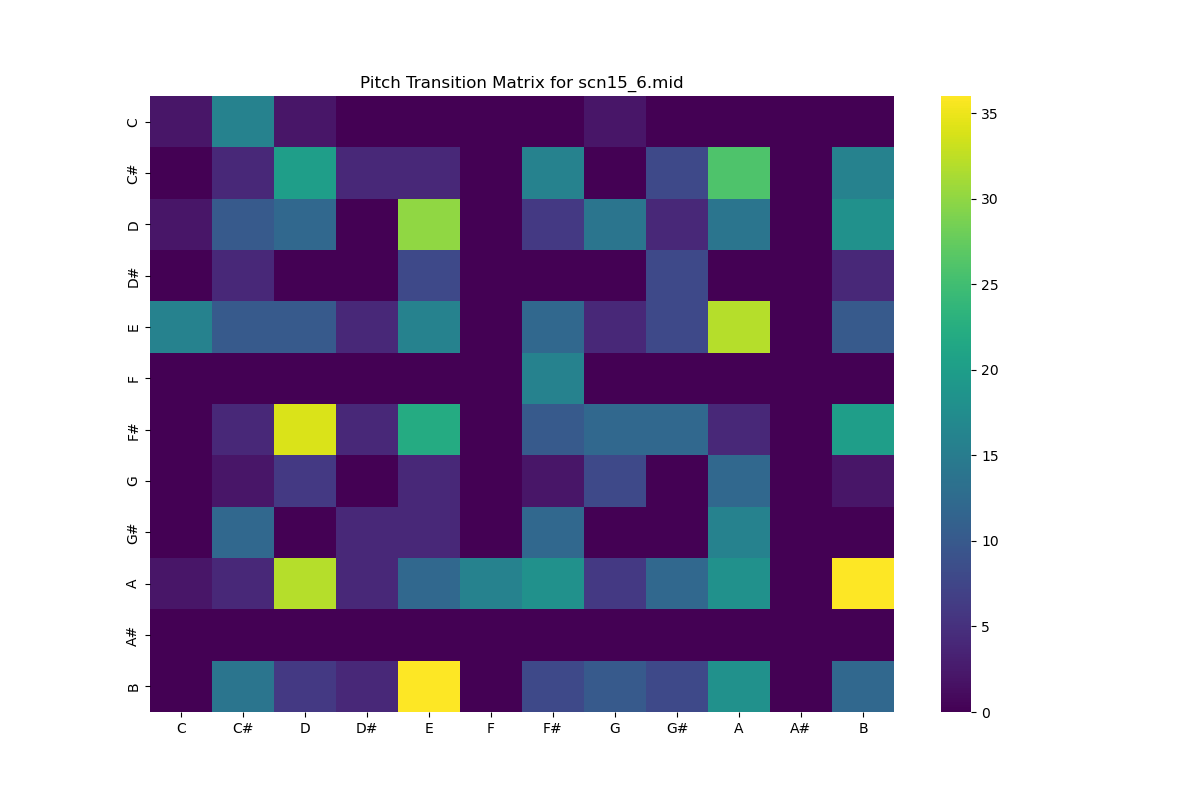 Pitch Transition Matrix for scn15_6.mid
C
C#
D
D#
E
F
F#
G
G#
A
A#
B
C C# D D# E F F# G G# A A# B
35
30
25
20
15
10
5
0